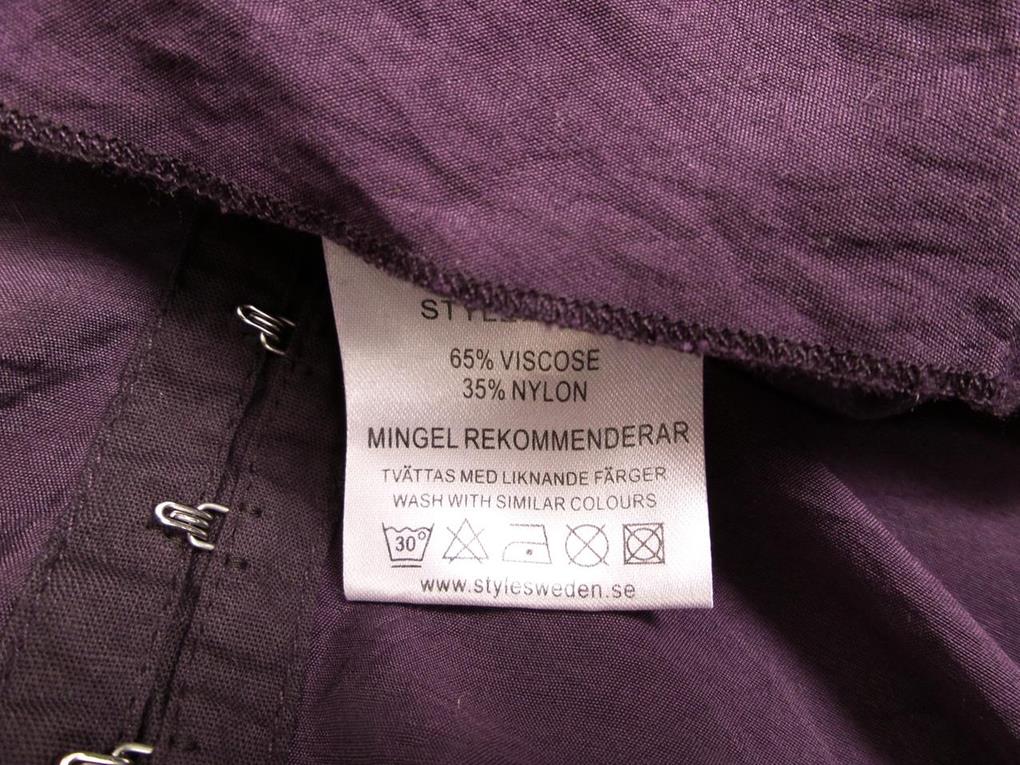 65% VISCOSE
35% NYLON
MINGEL REKOMMENDERAR
TVÄTTAS MED LIKNANDE FÄRGER
WASH WITH SIMILAR COLOURS
30°
www.stylesweden.se